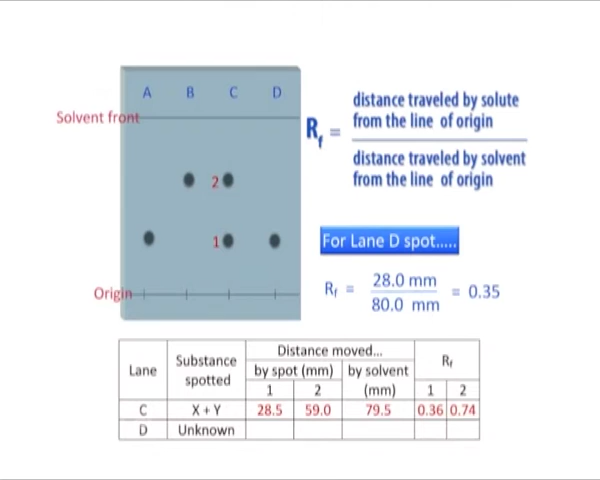 A B C D
Solvent front
2
1
Origin
Rf = distance traveled by solute
from the line of origin
distance traveled by solvent
from the line of origin
For Lane D spot.....
Rf = 28.0 mm
80.0 mm
= 0.35
Lane Substance spotted Distance moved... Rf
by spot (mm) by solvent (mm)
1 2 1 2
C X + Y 28.5 59.0 79.5 0.36 0.74
D Unknown